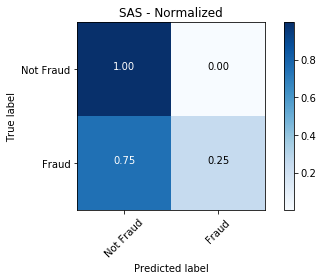 SAS - Normalized
True label
Not Fraud
1.00
0.00
Fraud
0.75
0.25
Not Fraud
Fraud
Predicted label
0.8
0.6
0.4
0.2